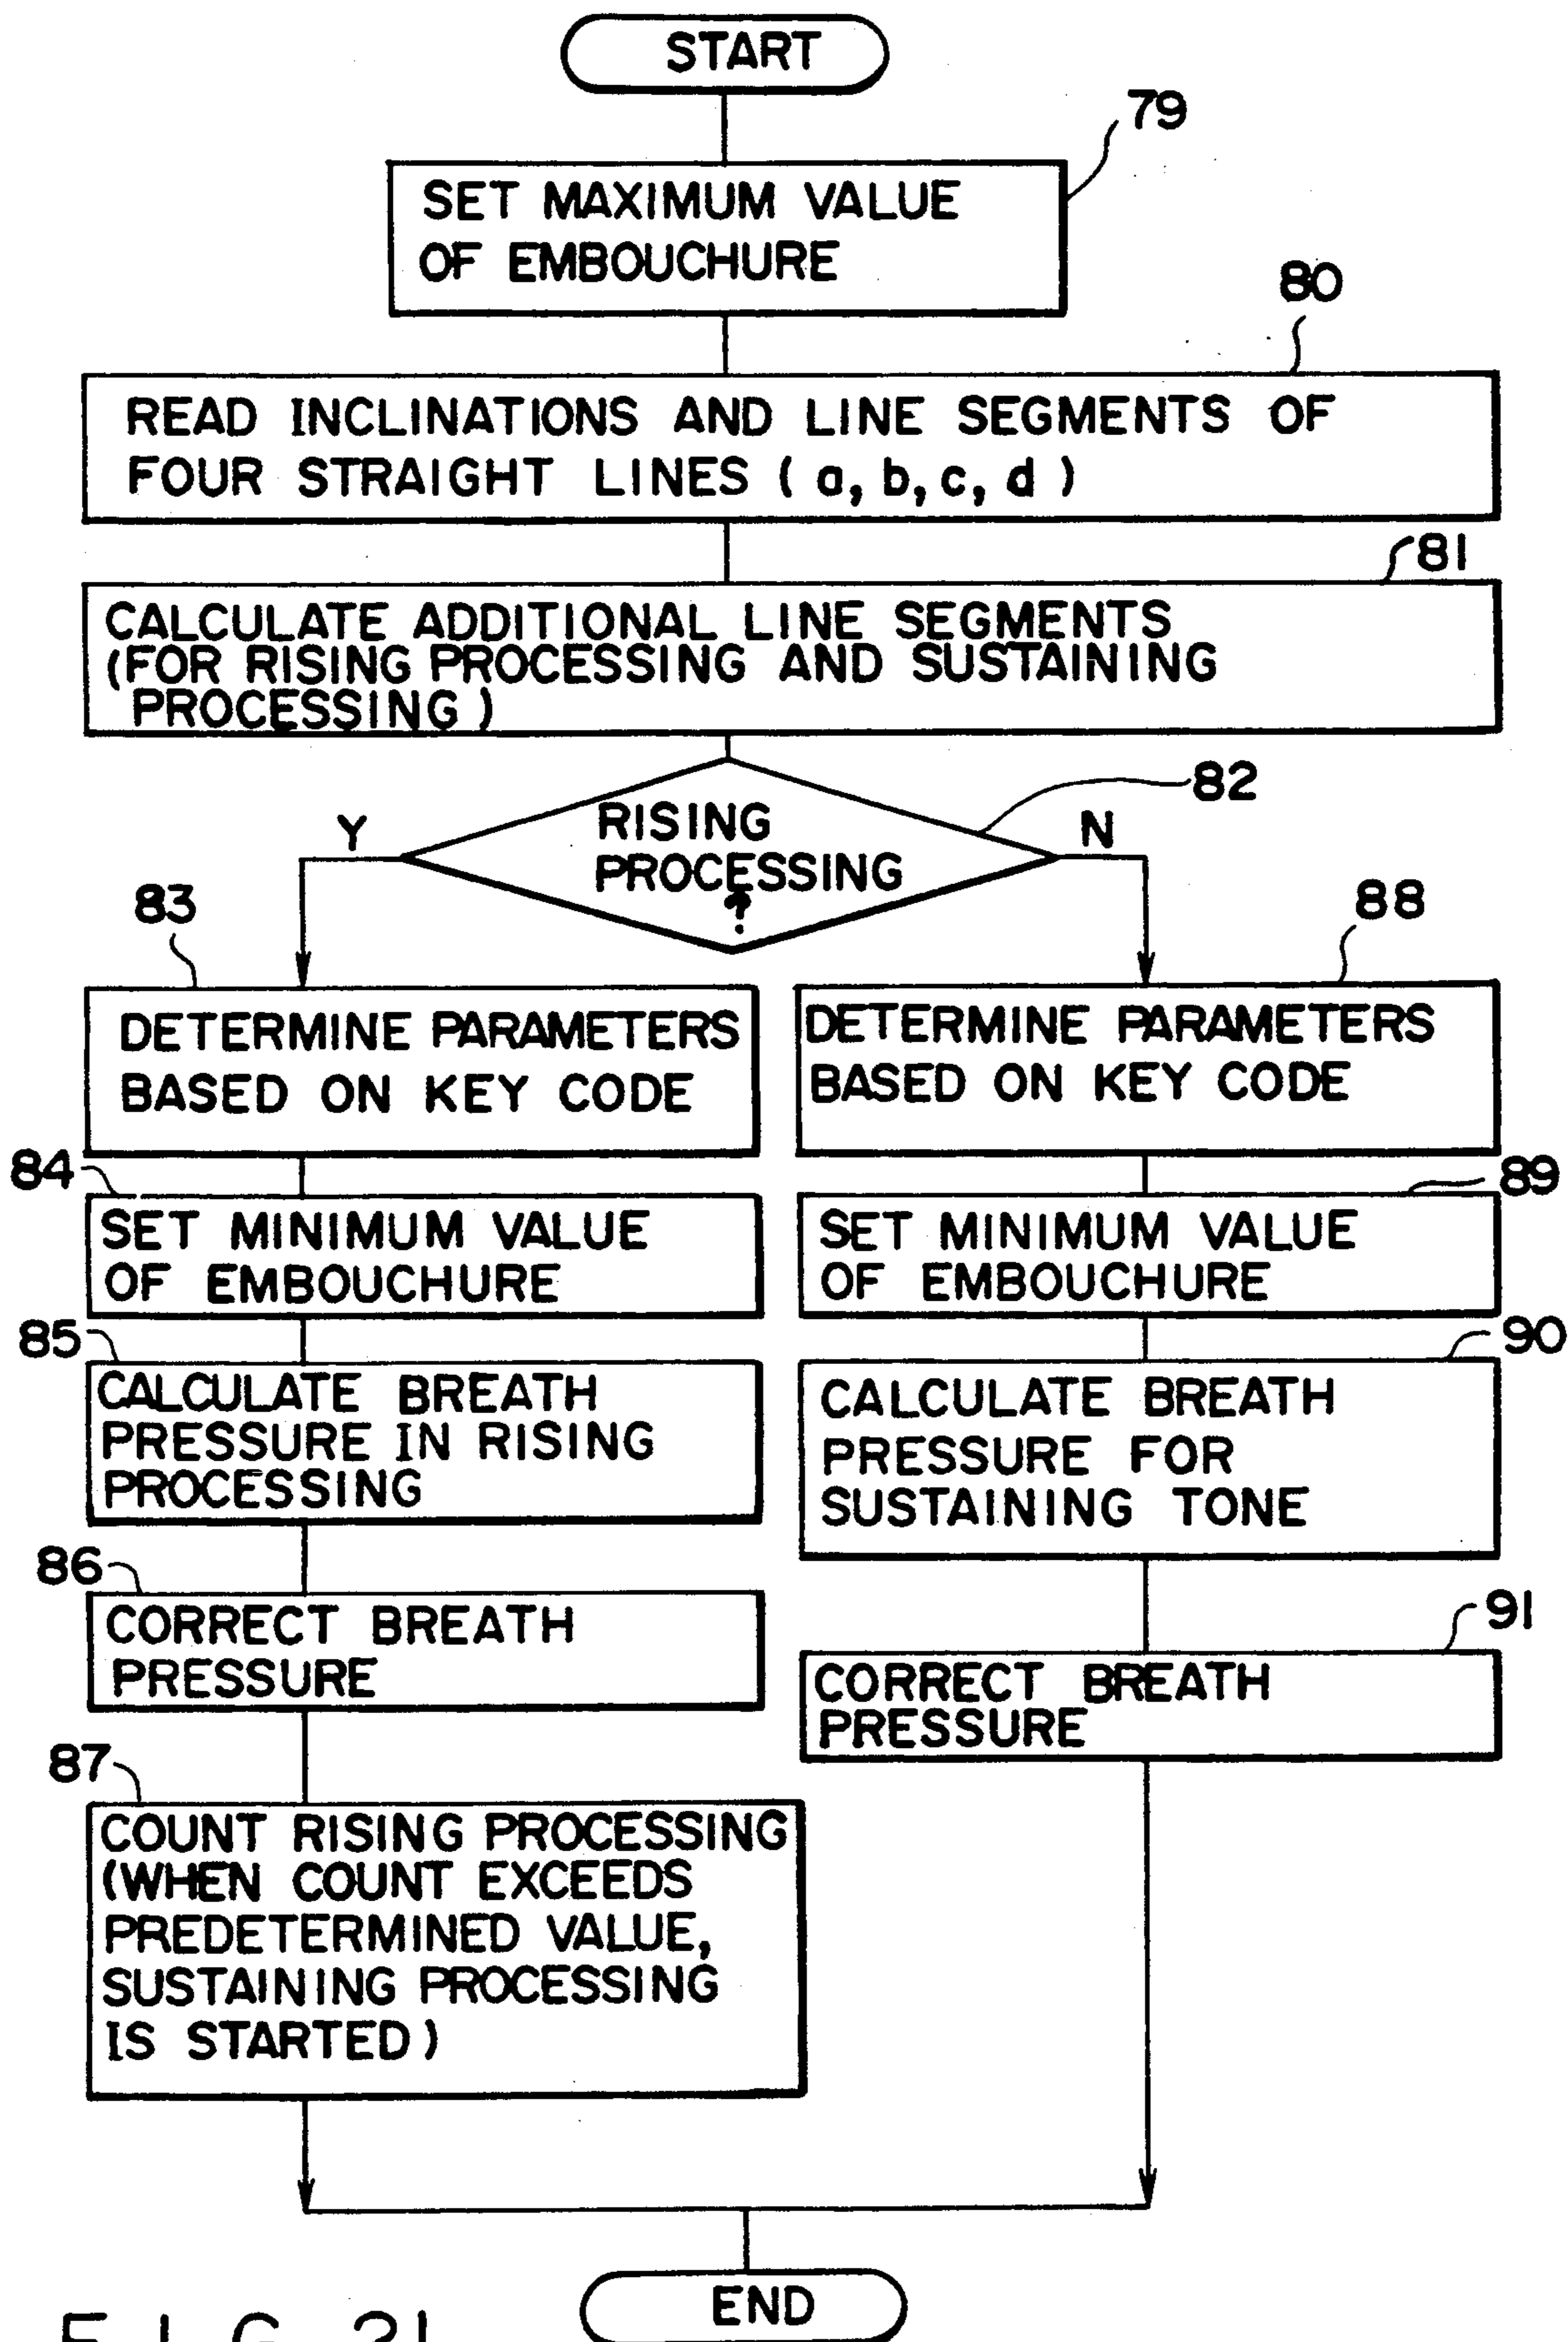 START
79
SET MAXIMUM VALUE
OF EMBOUCHURE
80
READ INCLINATIONS AND LINE SEGMENTS OF
FOUR STRAIGHT LINES (a, b, c, d)
81
CALCULATE ADDITIONAL LINE SEGMENTS
(FOR RISING PROCESSING AND SUSTAINING
PROCESSING)
82
Y
N
RISING
PROCESSING
?
83
DETERMINE PARAMETERS
BASED ON KEY CODE
84
SET MINIMUM VALUE
OF EMBOUCHURE
85
CALCULATE BREATH
PRESSURE IN RISING
PROCESSING
86
CORRECT BREATH
PRESSURE
87
COUNT RISING PROCESSING
(WHEN COUNT EXCEEDS
PREDETERMINED VALUE,
SUSTAINING PROCESSING
IS STARTED)
88
DETERMINE PARAMETERS
BASED ON KEY CODE
89
SET MINIMUM VALUE
OF EMBOUCHURE
90
CALCULATE BREATH
PRESSURE FOR
SUSTAINING TONE
91
CORRECT BREATH
PRESSURE
END
FIG. 21